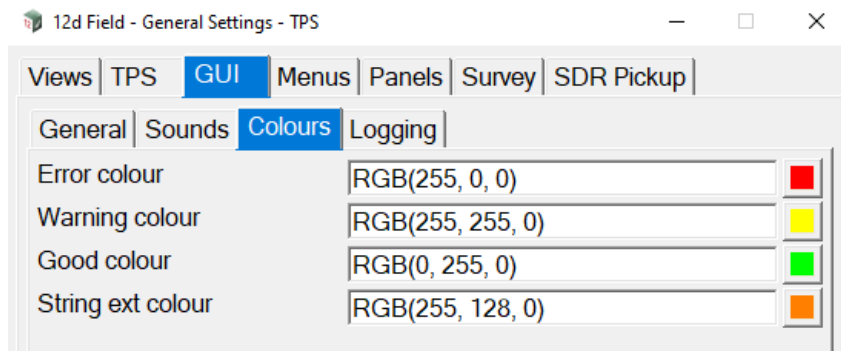 12d Field - General Settings - TPS
Views TPS GUI Menus Panels Survey SDR Pickup
General Sounds Colours Logging
Error colour RGB(255, 0, 0)
Warning colour RGB(255, 255, 0)
Good colour RGB(0, 255, 0)
String ext colour RGB(255, 128, 0)